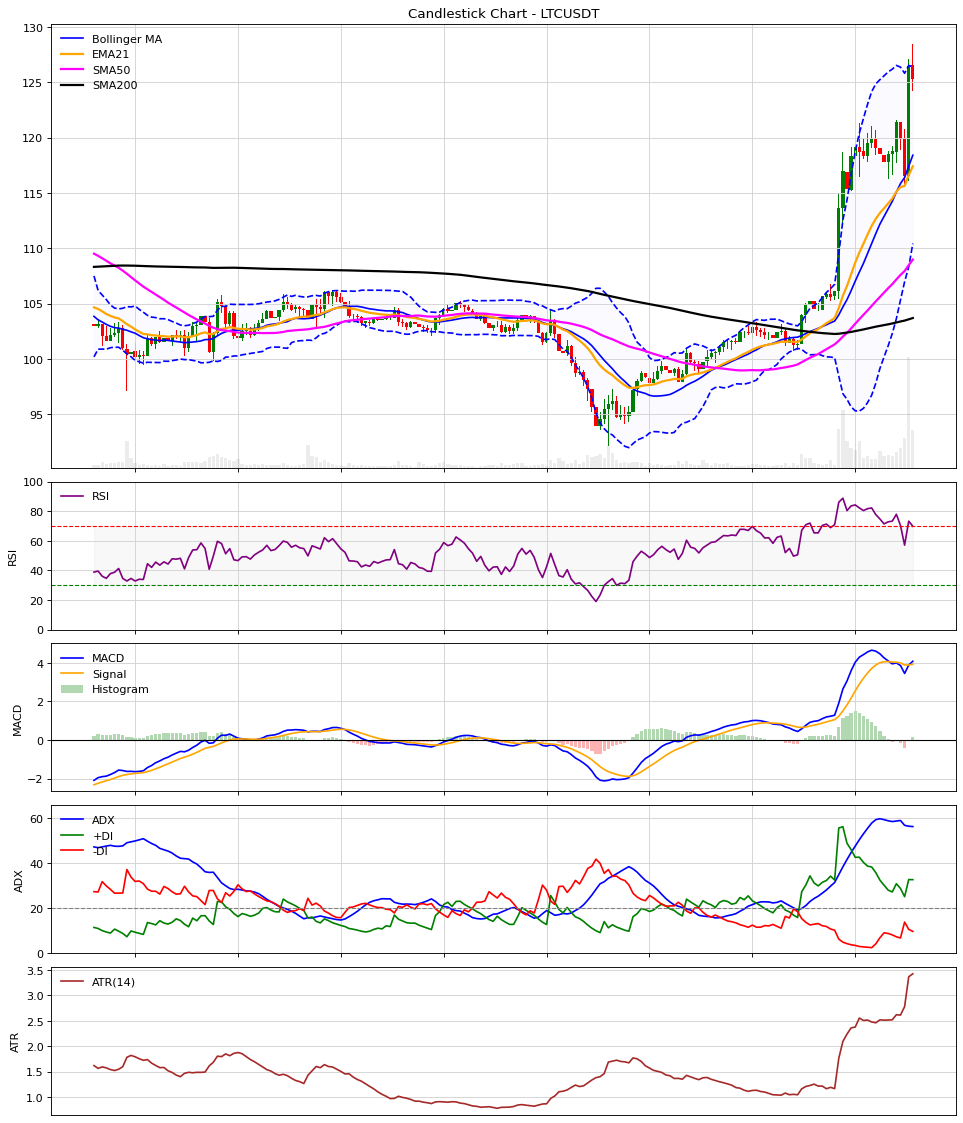 Candlestick Chart - LTCUSDT
130
125
120
115
110
105
100
95
Bollinger MA
EMA21
SMA50
SMA200
100
80
60
40
20
0
RSI
RSI
4
2
0
−2
MACD
MACD
Signal
Histogram
60
40
20
0
ADX
ADX
+DI
-DI
3.5
3.0
2.5
2.0
1.5
1.0
ATR
ATR(14)